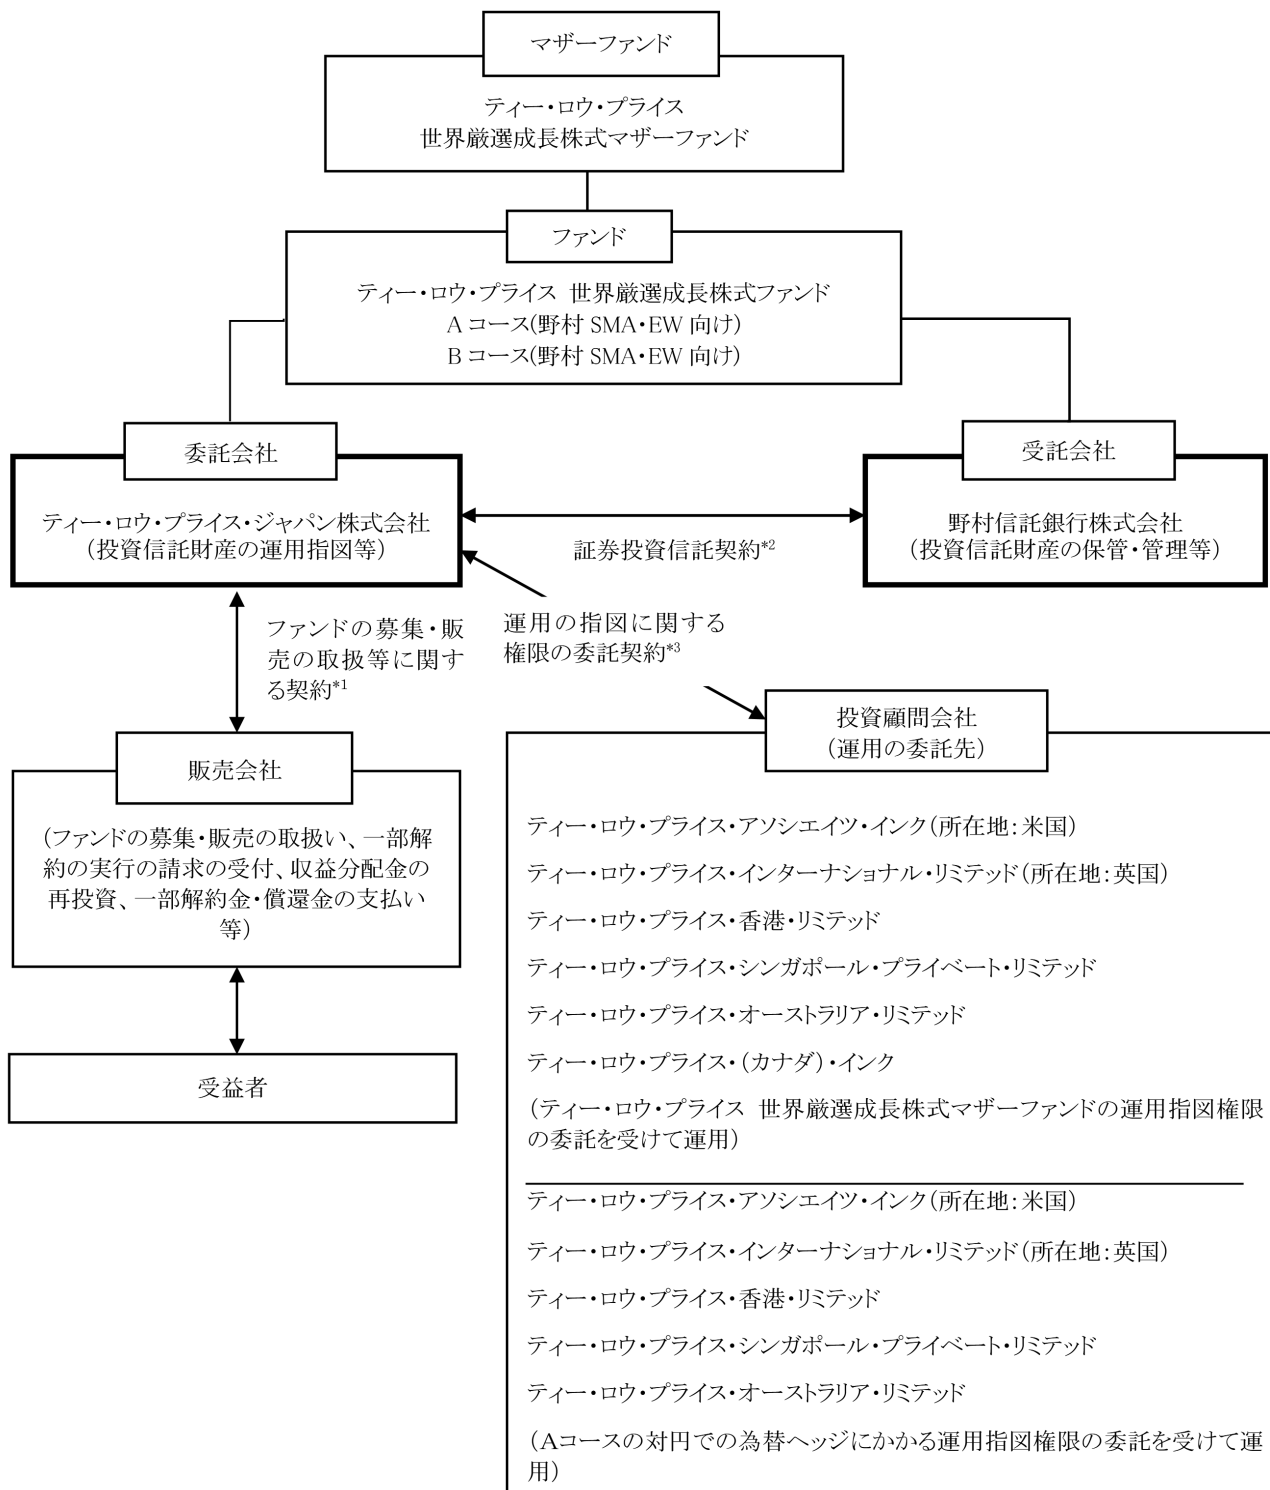 マザーファンド
ティー・ロウ・プライス
世界厳選成長株式マザーファンド
ファンド
ティー・ロウ・プライス 世界厳選成長株式ファンド
Aコース(野村 SMA・EW 向け)
Bコース(野村 SMA・EW 向け)
委託会社
ティー・ロウ・プライス・ジャパン株式会社
(投資信託財産の運用指図等)
受託会社
野村信託銀行株式会社
(投資信託財産の保管・管理等)
証券投資信託契約*2
ファンドの募集・販
売の取扱等に関す
る契約*1
運用の指図に関する
権限の委託契約*3
販売会社
(ファンドの募集・販売の取扱い、一部解
約の実行の請求の受付、収益分配金の
再投資、一部解約金・償還金の支払い
等)
受益者
投資顧問会社
(運用の委託先)
ティー・ロウ・プライス・アソシエイツ・インク(所在地:米国)
ティー・ロウ・プライス・インターナショナル・リミテッド(所在地:英国)
ティー・ロウ・プライス・香港・リミテッド
ティー・ロウ・プライス・シンガポール・プライベート・リミテッド
ティー・ロウ・プライス・オーストラリア・リミテッド
ティー・ロウ・プライス・(カナダ)・インク
(ティー・ロウ・プライス 世界厳選成長株式マザーファンドの運用指図権限
の委託を受けて運用)
ティー・ロウ・プライス・アソシエイツ・インク(所在地:米国)
ティー・ロウ・プライス・インターナショナル・リミテッド(所在地:英国)
ティー・ロウ・プライス・香港・リミテッド
ティー・ロウ・プライス・シンガポール・プライベート・リミテッド
ティー・ロウ・プライス・オーストラリア・リミテッド
(Aコースの対円での為替ヘッジにかかる運用指図権限の委託を受けて運
用)